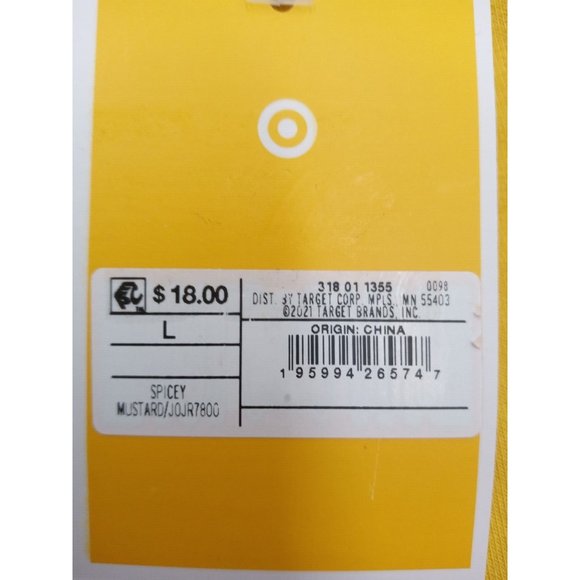 $ 18.00
L
SPICEY
MUSTARD/JOJR7800
318 01 1355 0098
DIST. BY TARGET CORP. MPLS., MN 55403
©2021 TARGET BRANDS, INC.
ORIGIN: CHINA
1 95994 26574 7